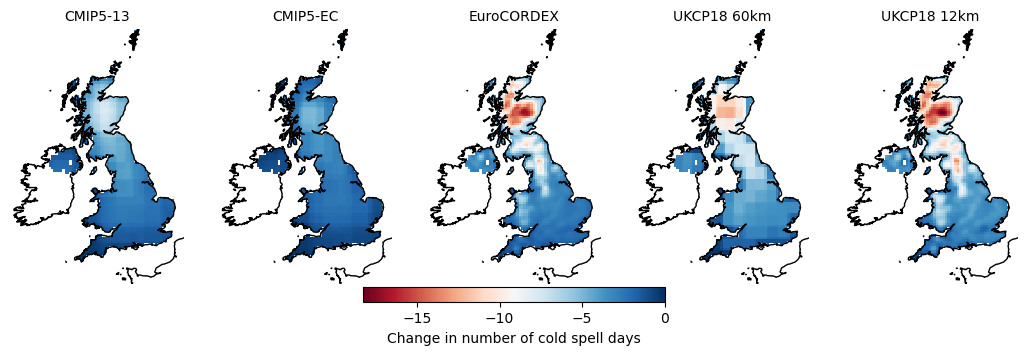 CMIP5-13 CMIP5-EC EuroCORDEX UKCP18 60km UKCP18 12km
−15 −10 −5 0
Change in number of cold spell days